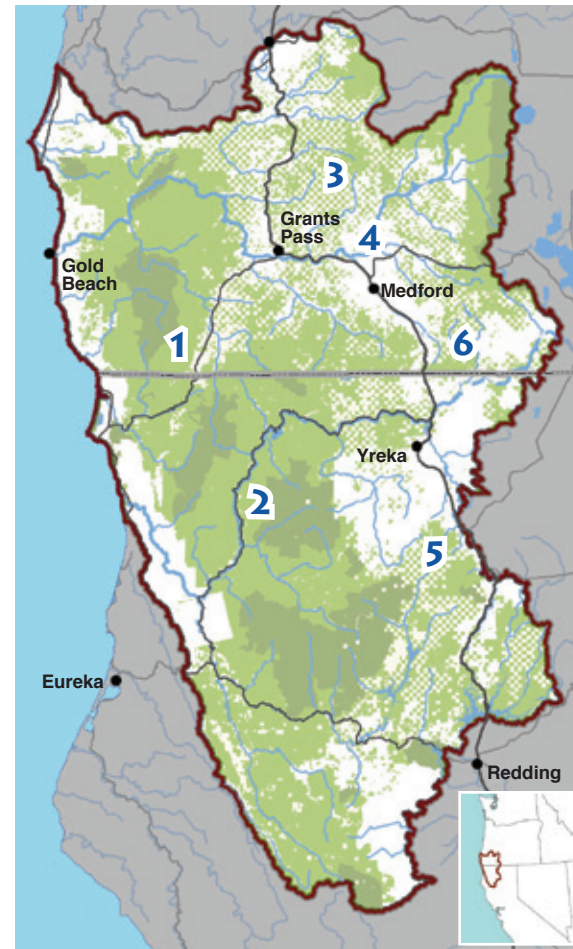 3
Grants
Pass
4
Gold
Beach
Medford
1
6
Yreka
2
5
Eureka
Redding